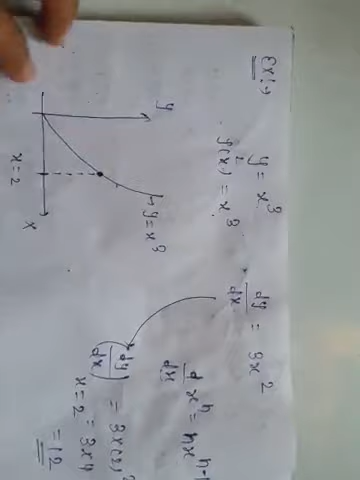 Ex:→
y = x³
y(x) = x³
dy/dx = 3x²
d/dx xⁿ = nxⁿ⁻¹
(dy/dx) x=2 = 3×(2)²
= 3×4
= 12
y
y=x³
x=2
x